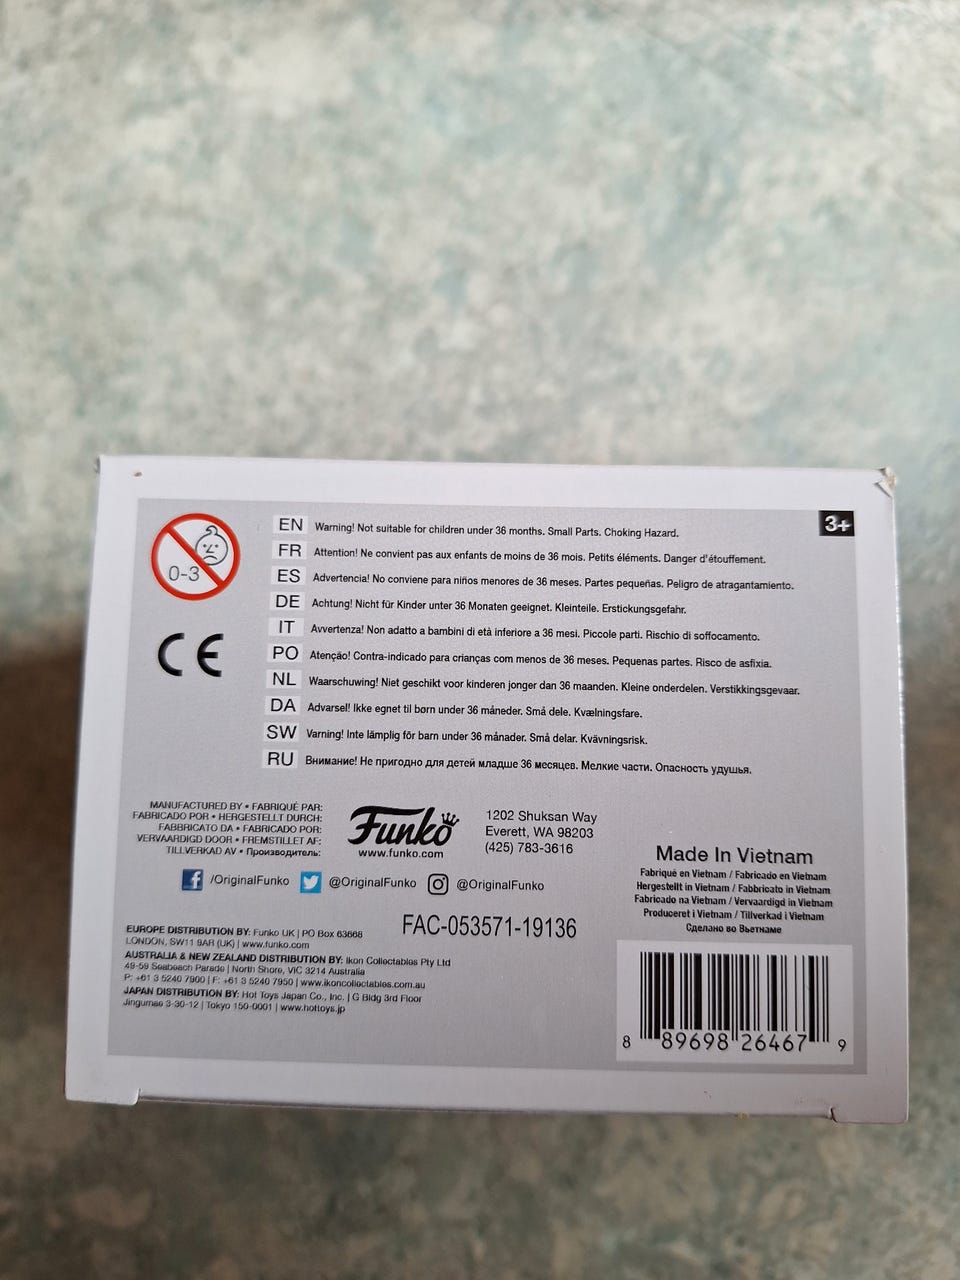 3+
0-3
CE
EN Warning! Not suitable for children under 36 months. Small Parts. Choking Hazard.
FR Attention! Ne convient pas aux enfants de moins de 36 mois. Petits éléments. Danger d'étouffement.
ES Advertencia! No conviene para niños menores de 36 meses. Partes pequeñas. Peligro de atragantamiento.
DE Achtung! Nicht für Kinder unter 36 Monaten geeignet. Kleinteile. Erstickungsgefahr.
IT Avvertenza! Non adatto a bambini di età inferiore a 36 mesi. Piccole parti. Rischio di soffocamento.
PO Atenção! Contra-indicado para crianças com menos de 36 meses. Pequenas partes. Risco de asfixia.
NL Waarschuwing! Niet geschikt voor kinderen jonger dan 36 maanden. Kleine onderdelen. Verstikkingsgevaar.
DA Advarsel! Ikke egnet til børn under 36 måneder. Små dele. Kvælningsfare.
SW Varning! Inte lämplig för barn under 36 månader. Små delar. Kvävningsrisk.
RU Внимание! Не пригодно для детей младше 36 месяцев. Мелкие части. Опасность удушья.
MANUFACTURED BY • FABRIQUÉ PAR:
FABRICADO POR • HERGESTELLT DURCH:
FABBRICATO DA • FABRICADO POR:
VERVAARDIGD DOOR • FREMSTILLET AF:
TILLVERKAD AV • Производитель:
Funko
www.funko.com
1202 Shuksan Way
Everett, WA 98203
(425) 783-3616
/OriginalFunko @OriginalFunko @OriginalFunko
Made In Vietnam
Fabriqué en Vietnam / Fabricado en Vietnam
Hergestellt in Vietnam / Fabbricato in Vietnam
Fabricado na Vietnam / Vervaardigd in Vietnam
Produceret i Vietnam / Tillverkad i Vietnam
Сделано во Вьетнаме
FAC-053571-19136
EUROPE DISTRIBUTION BY: Funko UK | PO Box 63668
LONDON, SW11 9AR (UK) | www.funko.com
AUSTRALIA & NEW ZEALAND DISTRIBUTION BY: Ikon Collectables Pty Ltd
49-59 Seabeach Parade | North Shore, VIC 3214 Australia
P: +61 3 5240 7900 | F: +61 3 5240 7950 | www.ikoncollectables.com.au
JAPAN DISTRIBUTION BY: Hot Toys Japan Co., Inc. | G Bldg 3rd Floor
Jingumae 3-30-12 | Tokyo 150-0001 | www.hottoys.jp
8 89698 26467 9